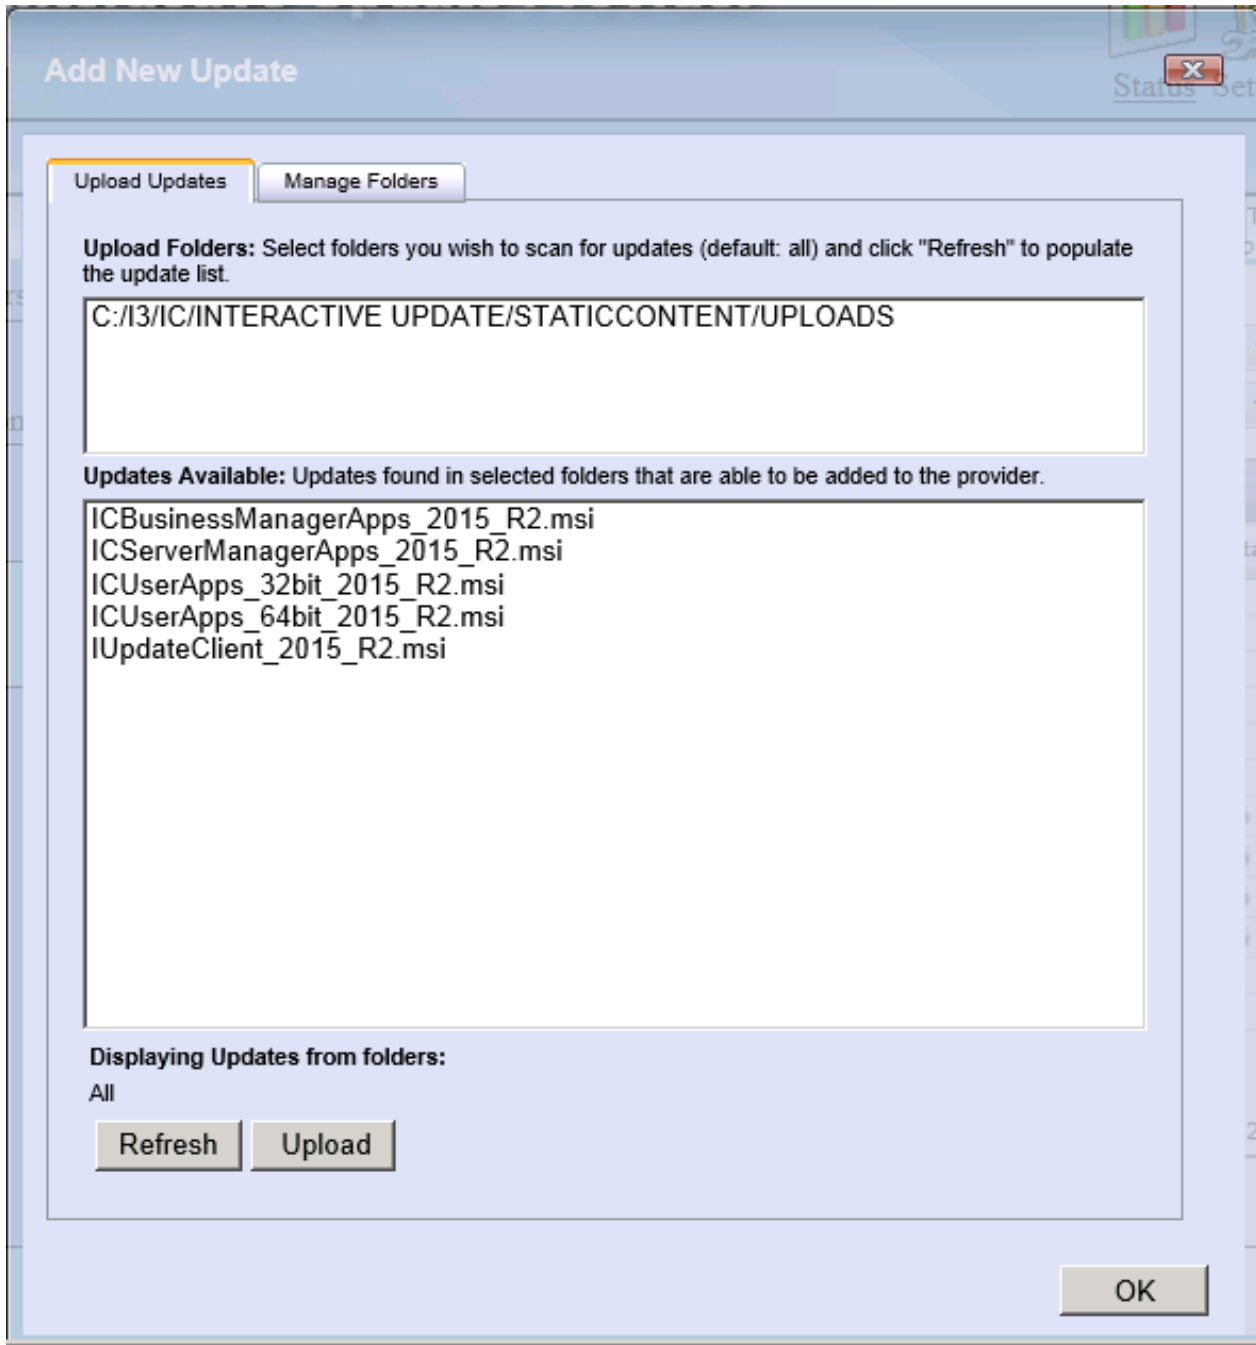 Add New Update
Status Set
Upload Updates
Manage Folders
Upload Folders: Select folders you wish to scan for updates (default: all) and click "Refresh" to populate
the update list.
C:/I3/IC/INTERACTIVE UPDATE/STATICCONTENT/UPLOADS
Updates Available: Updates found in selected folders that are able to be added to the provider.
ICBusinessManagerApps_2015_R2.msi
ICServerManagerApps_2015_R2.msi
ICUserApps_32bit_2015_R2.msi
ICUserApps_64bit_2015_R2.msi
IUpdateClient_2015_R2.msi
Displaying Updates from folders:
All
Refresh
Upload
OK